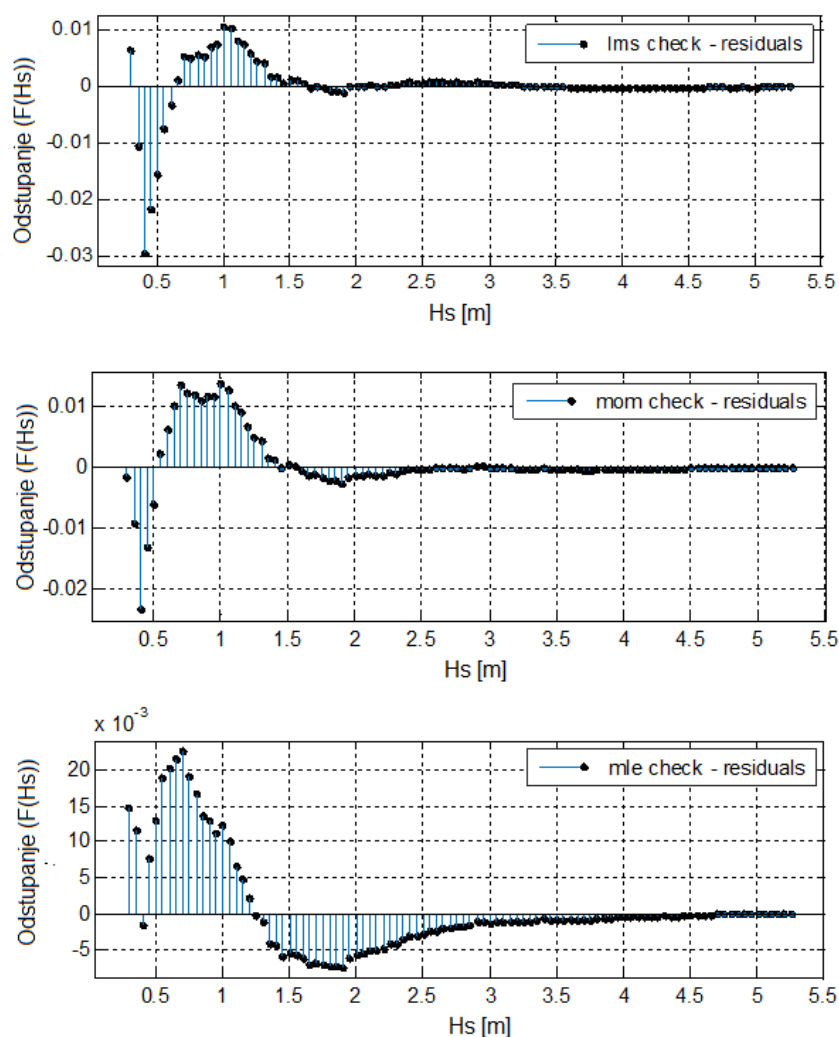 0.01
0
-0.01
-0.02
-0.03
Odstupanje (F(Hs))
lms check - residuals
0.5 1 1.5 2 2.5 3 3.5 4 4.5 5 5.5
Hs [m]
0.01
0
-0.01
-0.02
Odstupanje (F(Hs))
mom check - residuals
0.5 1 1.5 2 2.5 3 3.5 4 4.5 5 5.5
Hs [m]
x 10-3
20
15
10
5
0
-5
Odstupanje (F(Hs))
mle check - residuals
0.5 1 1.5 2 2.5 3 3.5 4 4.5 5 5.5
Hs [m]